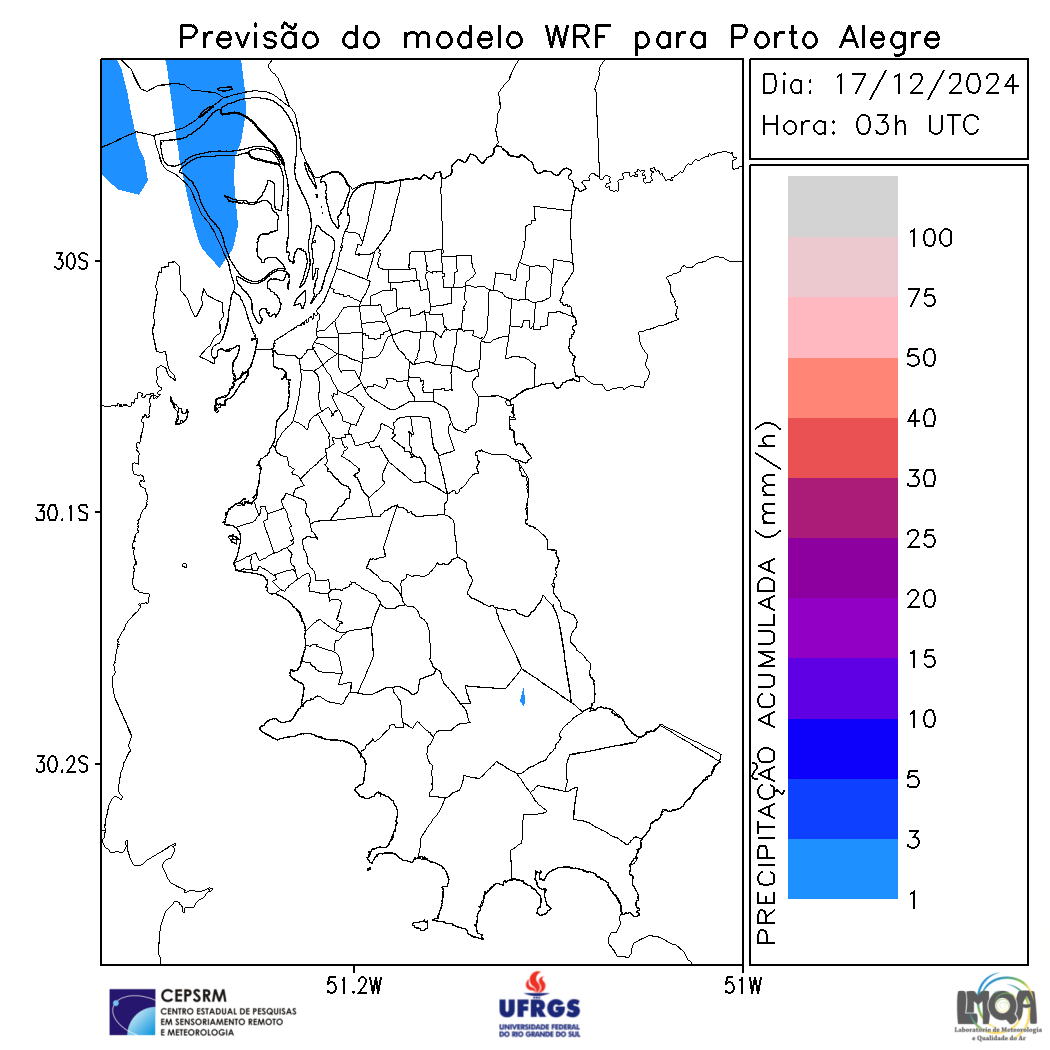 Previsão do modelo WRF para Porto Alegre
Dia: 17/12/2024
Hora: 03h UTC
30S
30.1S
30.2S
51.2W
51W
PRECIPITAÇÃO ACUMULADA (mm/h)
100
75
50
40
30
25
20
15
10
5
3
1
CEPSRM
CENTRO ESTADUAL DE PESQUISAS
EM SENSORIAMENTO REMOTO
E METEOROLOGIA
UFRGS
UNIVERSIDADE FEDERAL
DO RIO GRANDE DO SUL
LMQA
Laboratório de Meteorologia
e Qualidade do Ar